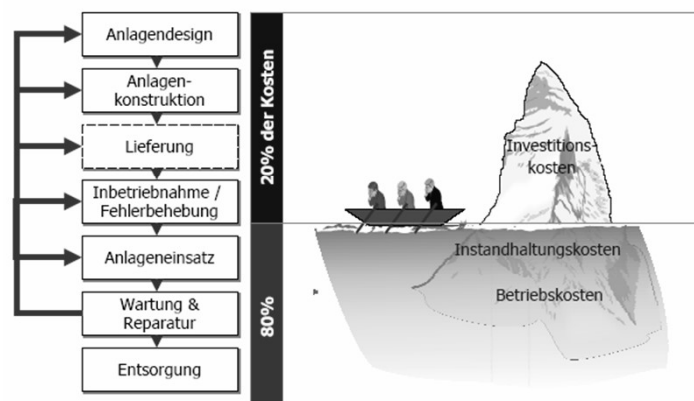 Anlagendesign
Anlagen-
konstruktion
Lieferung
Inbetriebnahme /
Fehlerbehebung
Anlageneinsatz
Wartung &
Reparatur
Entsorgung
20% der Kosten
80%
Investitions-
kosten
Instandhaltungskosten
Betriebskosten